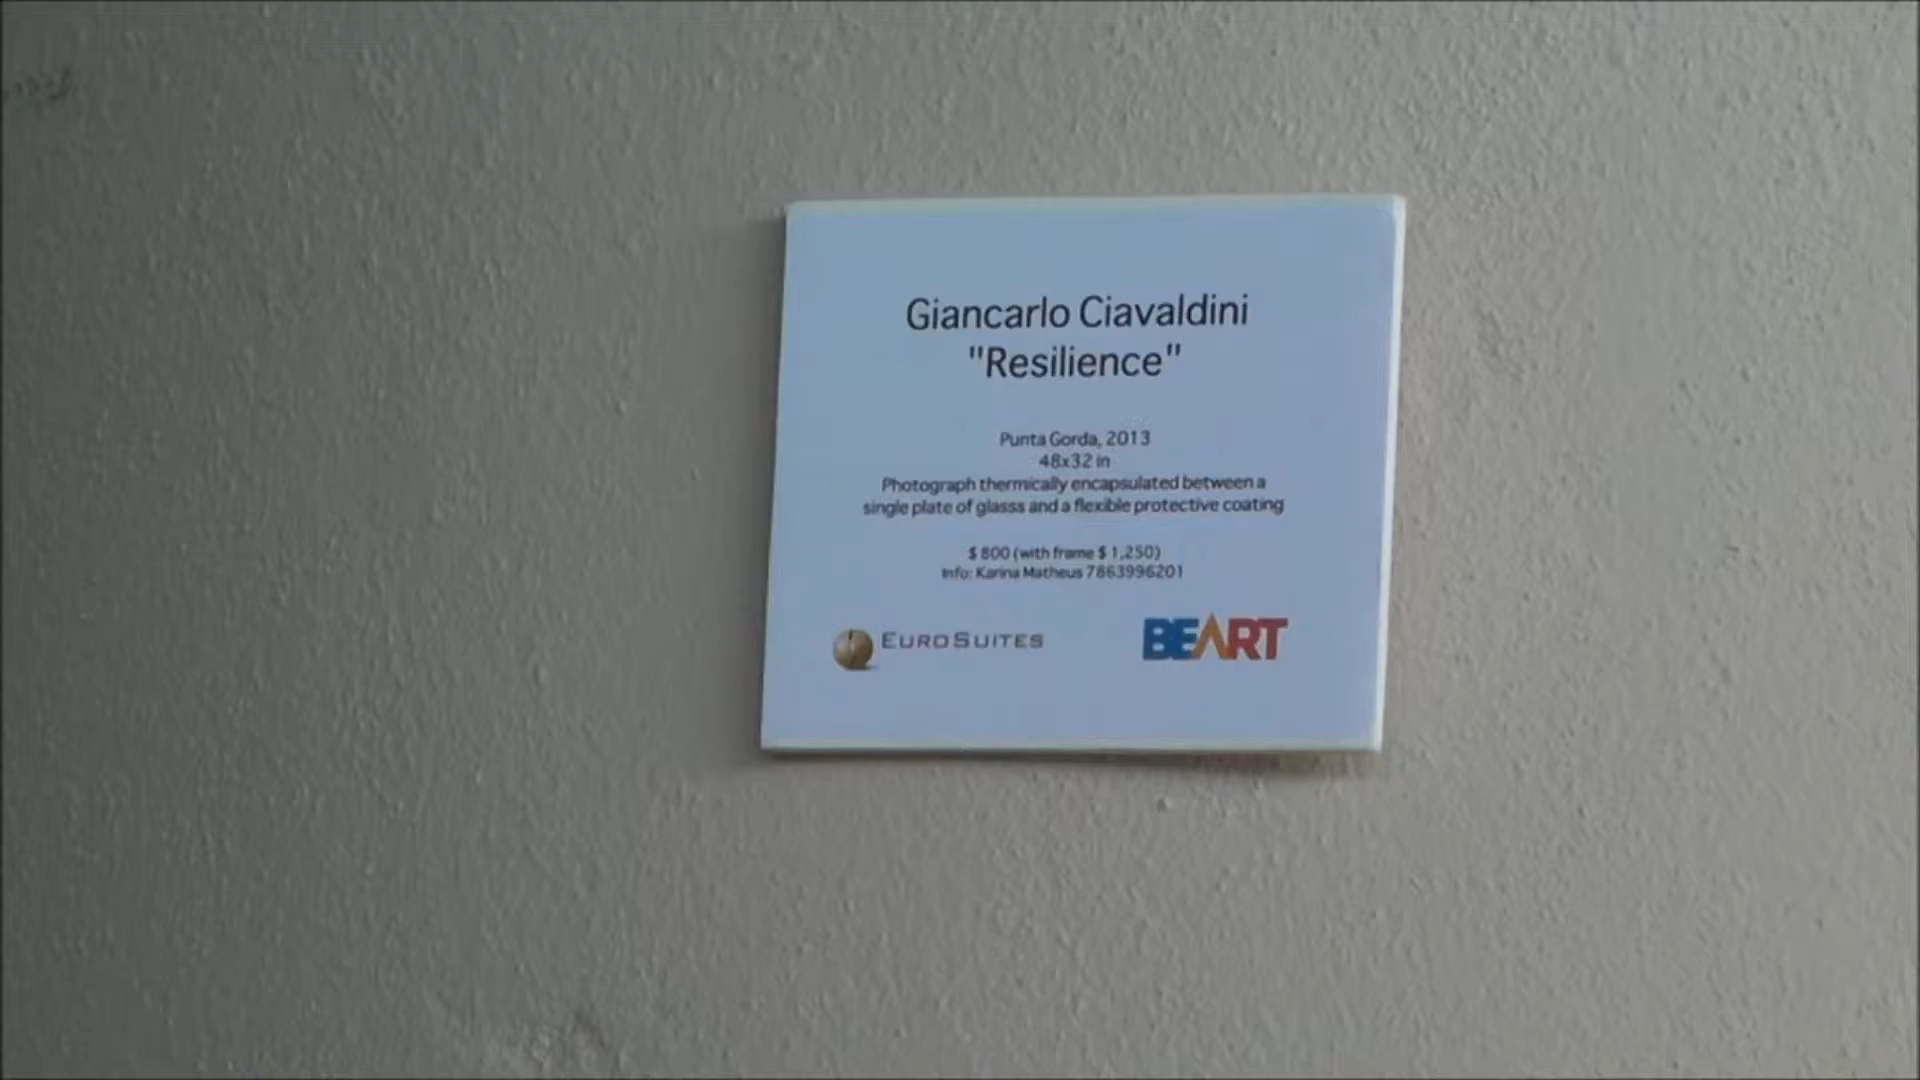 Giancarlo Ciavaldini
"Resilience"
Punta Gorda, 2013
48x32 in
Photograph thermically encapsulated between a
single plate of glasss and a flexible protective coating
$ 800 (with frame $ 1,250)
Info: Karina Matheus 7863996201
EUROSUITES
BEART